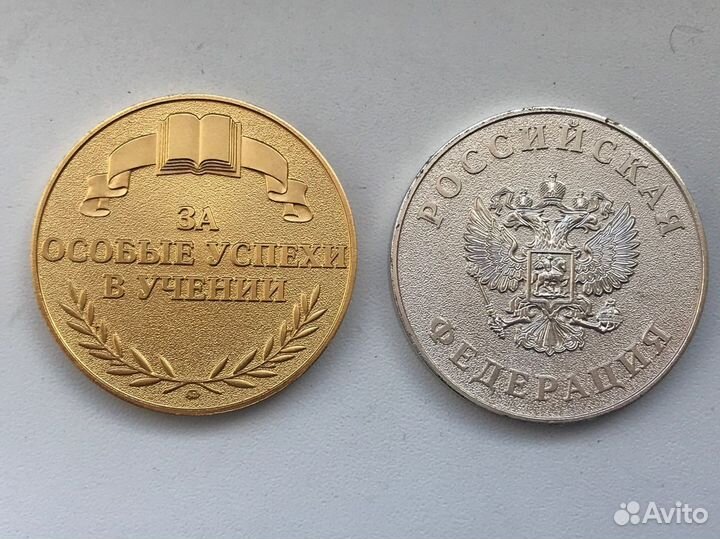 ЗА
ОСОБЫЕ УСПЕХИ
В УЧЕНИИ
РОССИЙСКАЯ
ФЕДЕРАЦИЯ
Avito